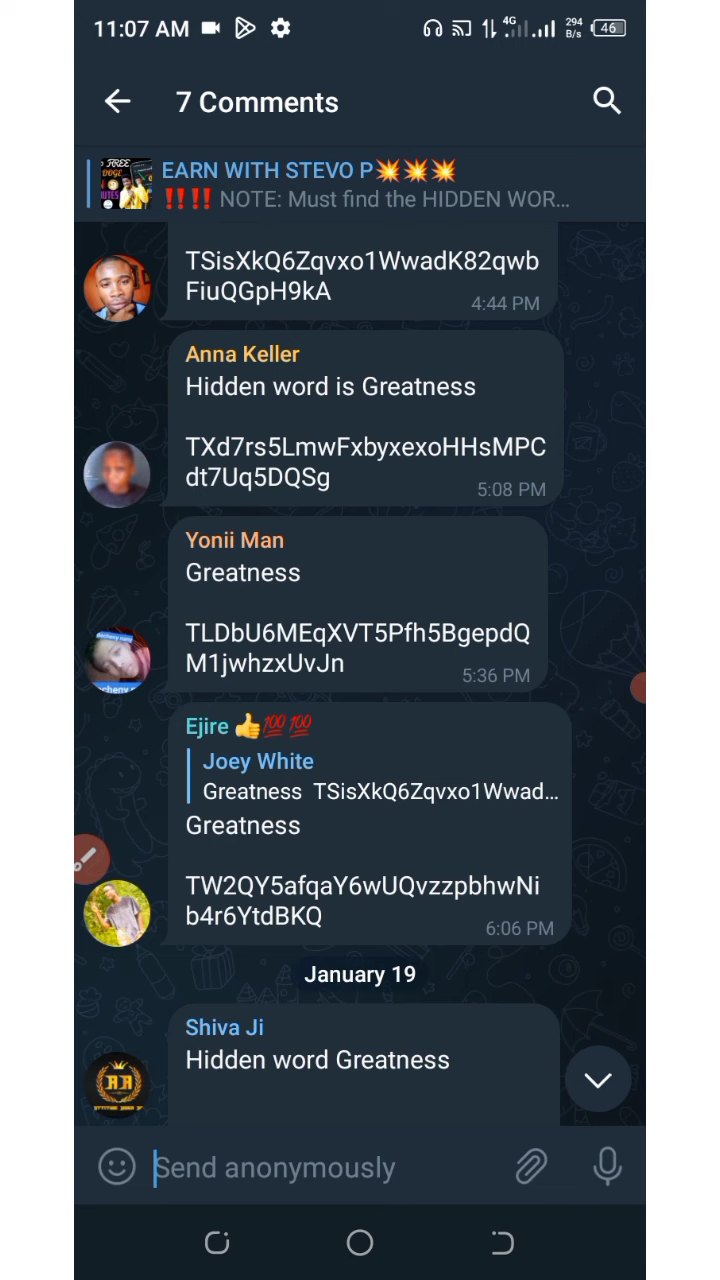 11:07 AM
4G
294
B/s
46
7 Comments
EARN WITH STEVO P💥💥💥
‼️‼️ NOTE: Must find the HIDDEN WOR...
TSisXkQ6Zqvxo1WwadK82qwb
FiuQGpH9kA
4:44 PM
Anna Keller
Hidden word is Greatness
TXd7rs5LmwFxbyxexoHHsMPC
dt7Uq5DQSg
5:08 PM
Yonii Man
Greatness
TLDbU6MEqXVT5Pfh5BgepdQ
M1jwhzxUvJn
5:36 PM
Ejire 👍💯💯
Joey White
Greatness TSisXkQ6Zqvxo1Wwad...
Greatness
TW2QY5afqaY6wUQvzzpbhwNi
b4r6YtdBKQ
6:06 PM
January 19
Shiva Ji
Hidden word Greatness
Send anonymously